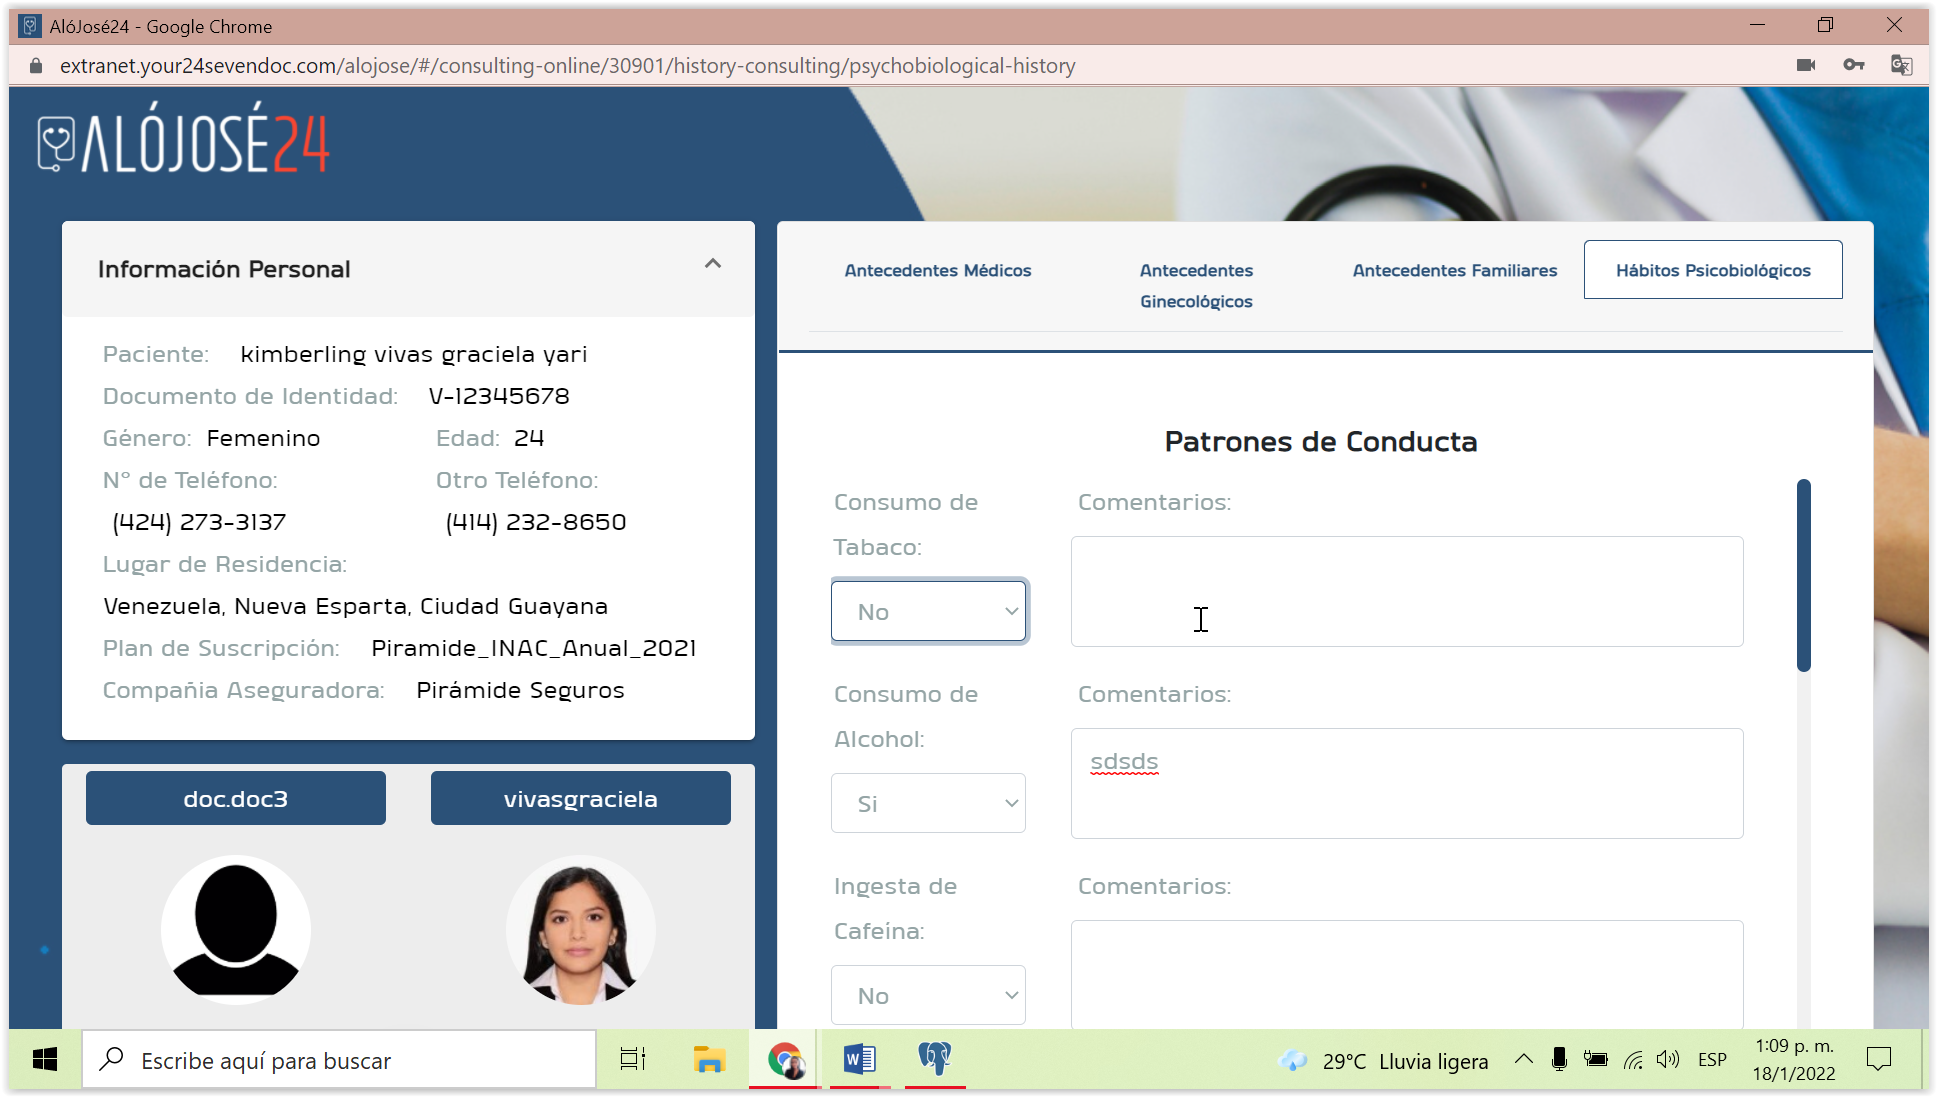 AlóJosé24 - Google Chrome
extranet.your24sevendoc.com/alojose/#/consulting-online/30901/history-consulting/psychobiological-history
ALÓJOSÉ24
Información Personal
Paciente: kimberling vivas graciela yari
Documento de Identidad: V-12345678
Género: Femenino Edad: 24
N° de Teléfono: Otro Teléfono:
(424) 273-3137 (414) 232-8650
Lugar de Residencia:
Venezuela, Nueva Esparta, Ciudad Guayana
Plan de Suscripción: Piramide_INAC_Anual_2021
Compañia Aseguradora: Pirámide Seguros
doc.doc3 vivasgraciela
Antecedentes Médicos
Antecedentes
Ginecológicos
Antecedentes Familiares
Hábitos Psicobiológicos
Patrones de Conducta
Consumo de
Tabaco:
Comentarios:
No
Consumo de
Alcohol:
Comentarios:
Si
sdsds
Ingesta de
Cafeína:
Comentarios:
No
Escribe aquí para buscar
W
29°C Lluvia ligera
ESP
1:09 p. m.
18/1/2022